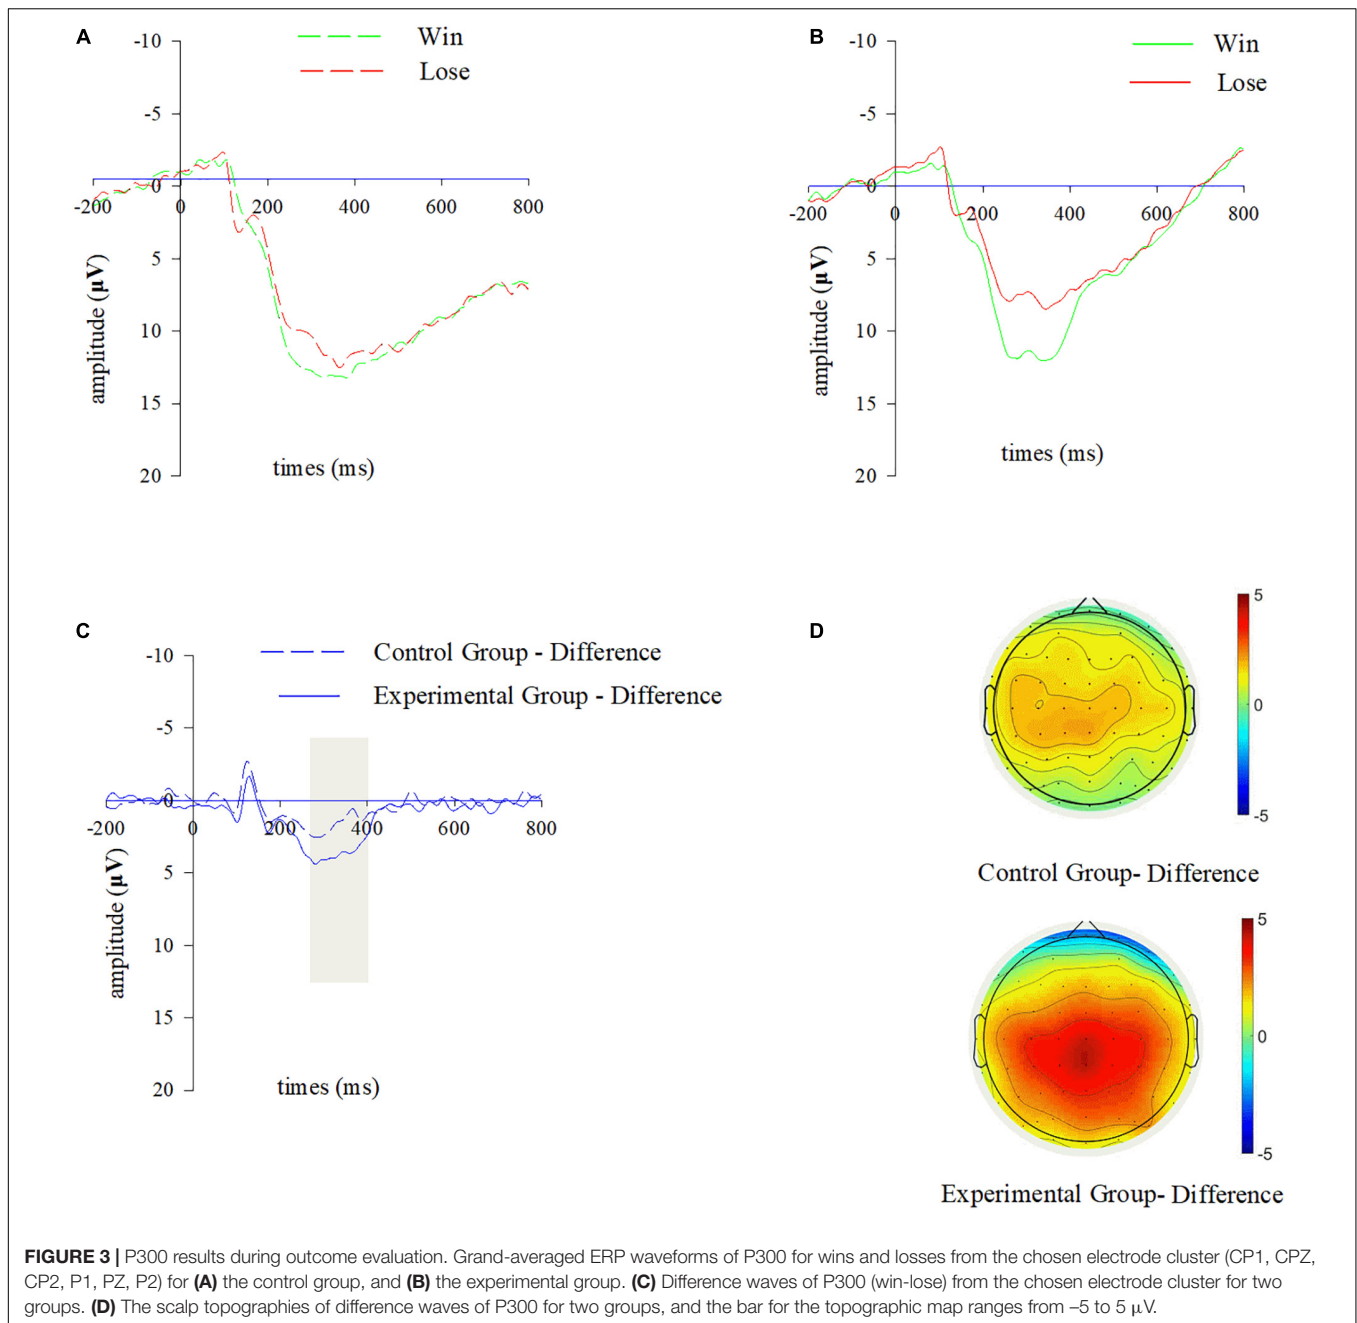 A
-10
-5
0
5
10
15
20
-200
0
200
400
600
800
Win
Lose
amplitude (µV)
times (ms)
B
-10
-5
0
5
10
15
20
-200
0
200
400
600
800
Win
Lose
amplitude (µV)
times (ms)
C
-10
-5
0
5
10
15
20
-200
0
200
400
600
800
Control Group - Difference
Experimental Group - Difference
amplitude (µV)
times (ms)
D
5
0
-5
Control Group- Difference
5
0
-5
Experimental Group- Difference
FIGURE 3 | P300 results during outcome evaluation. Grand-averaged ERP waveforms of P300 for wins and losses from the chosen electrode cluster (CP1, CPZ,
CP2, P1, PZ, P2) for (A) the control group, and (B) the experimental group. (C) Difference waves of P300 (win-lose) from the chosen electrode cluster for two
groups. (D) The scalp topographies of difference waves of P300 for two groups, and the bar for the topographic map ranges from –5 to 5 µV.